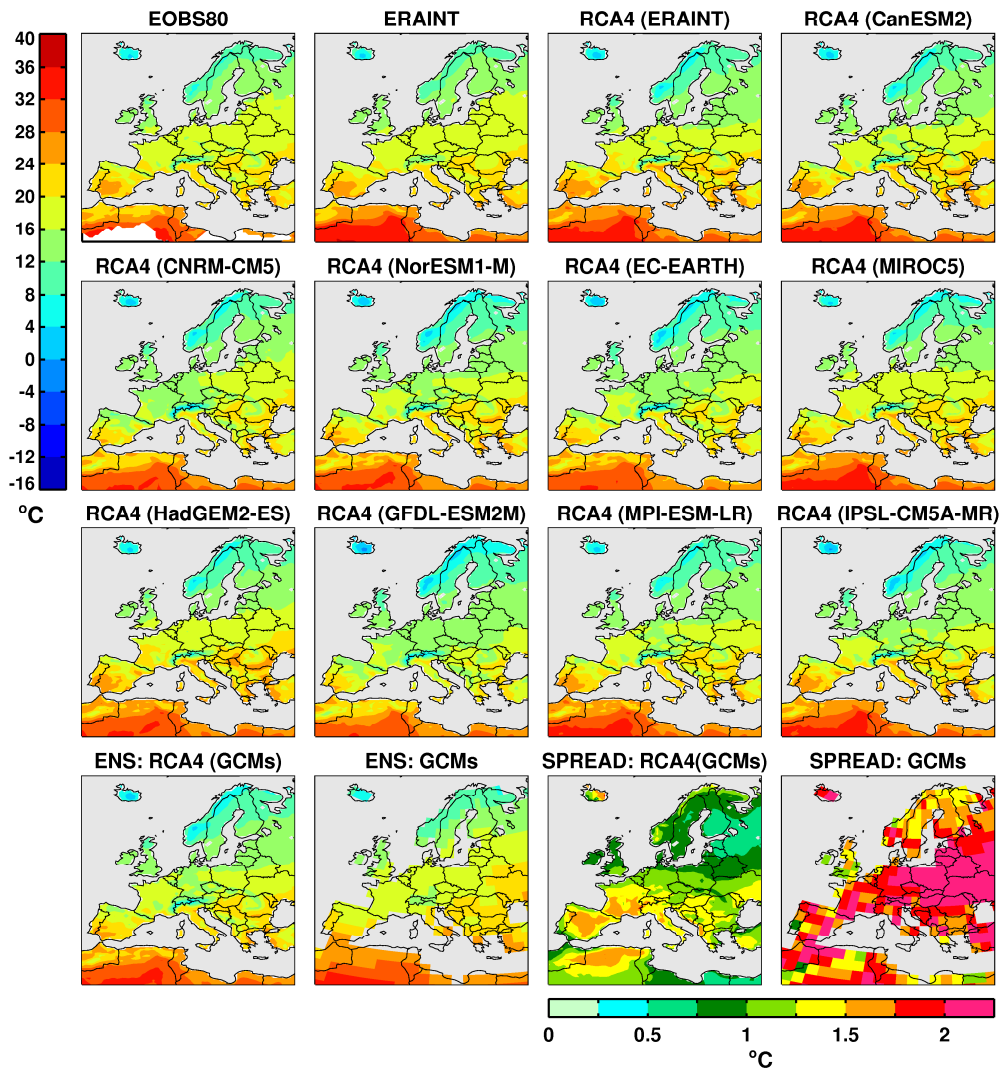 EOBS80 ERAINT RCA4 (ERAINT) RCA4 (CanESM2)
40
36
32
28
24
20
16
12
8
4
0
-4
-8
-12
-16
°C
RCA4 (CNRM-CM5) RCA4 (NorESM1-M) RCA4 (EC-EARTH) RCA4 (MIROC5)
RCA4 (HadGEM2-ES) RCA4 (GFDL-ESM2M) RCA4 (MPI-ESM-LR) RCA4 (IPSL-CM5A-MR)
ENS: RCA4 (GCMs) ENS: GCMs SPREAD: RCA4(GCMs) SPREAD: GCMs
0 0.5 1 1.5 2
°C